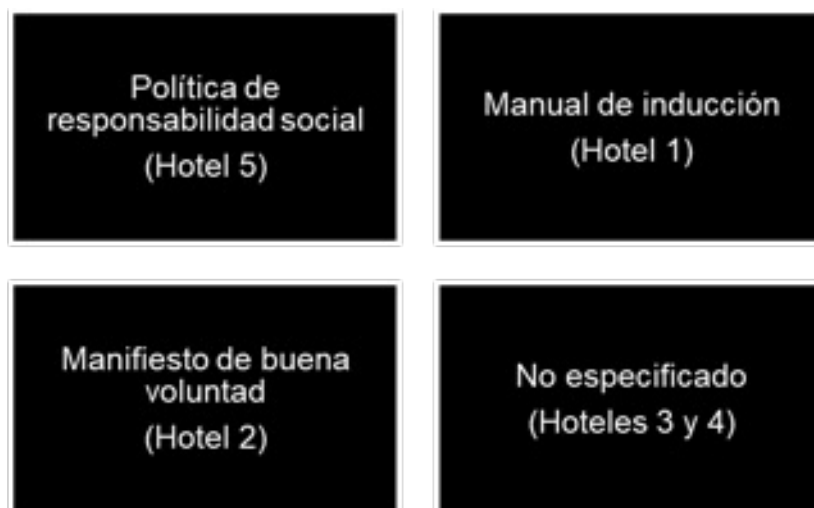 Política de
responsabilidad social
(Hotel 5)
Manual de inducción
(Hotel 1)
Manifiesto de buena
voluntad
(Hotel 2)
No especificado
(Hoteles 3 y 4)